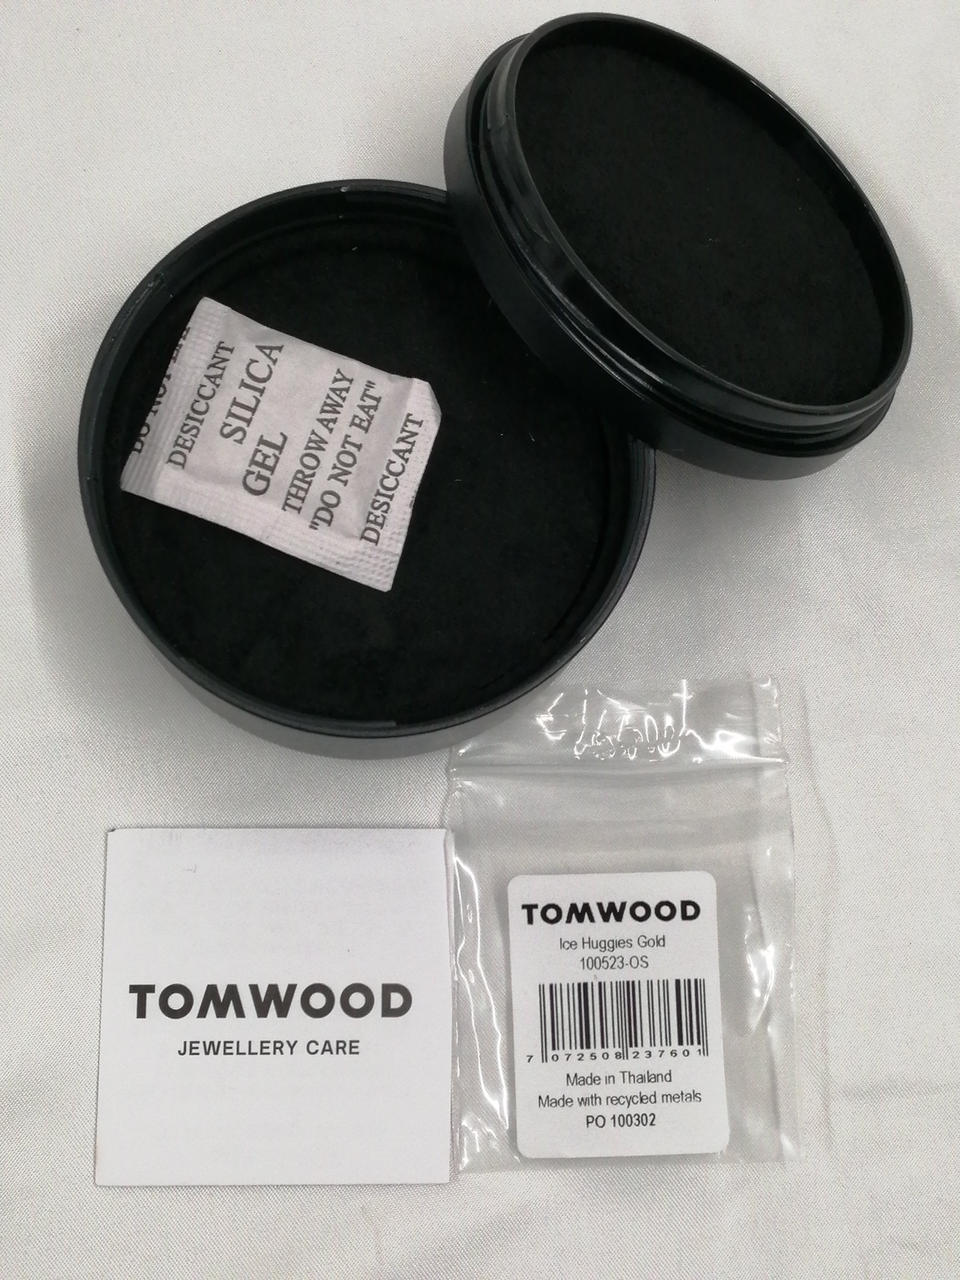 DO NOT EAT
DESICCANT
SILICA
GEL
THROW AWAY
"DO NOT EAT"
DESICCANT
TOMWOOD
JEWELLERY CARE
TOMWOOD
Ice Huggies Gold
100523-OS
7 072508 237601
Made in Thailand
Made with recycled metals
PO 100302